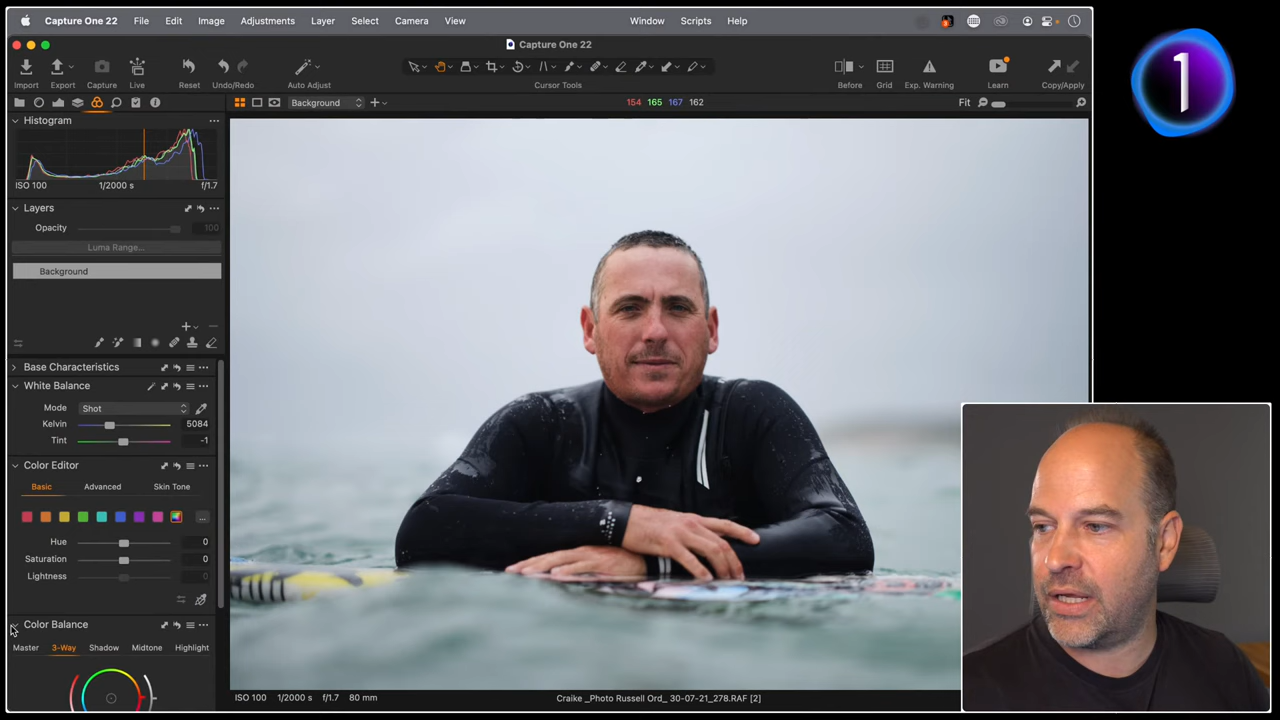 Capture One 22 File Edit Image Adjustments Layer Select Camera View Window Scripts Help
Capture One 22
Import Export Capture Live Reset Undo/Redo Auto Adjust Cursor Tools Before Grid Exp. Warning Learn Copy/Apply
Background 154 165 167 162 Fit
Histogram
ISO 100 1/2000 s f/1.7
Layers
Opacity 100
Luma Range...
Background
Base Characteristics
White Balance
Mode Shot
Kelvin 5084
Tint -1
Color Editor
Basic Advanced Skin Tone
Hue 0
Saturation 0
Lightness 0
Color Balance
Master 3-Way Shadow Midtone Highlight
ISO 100 1/2000 s f/1.7 80 mm Craike _Photo Russell Ord_ 30-07-21_278.RAF [2]
1